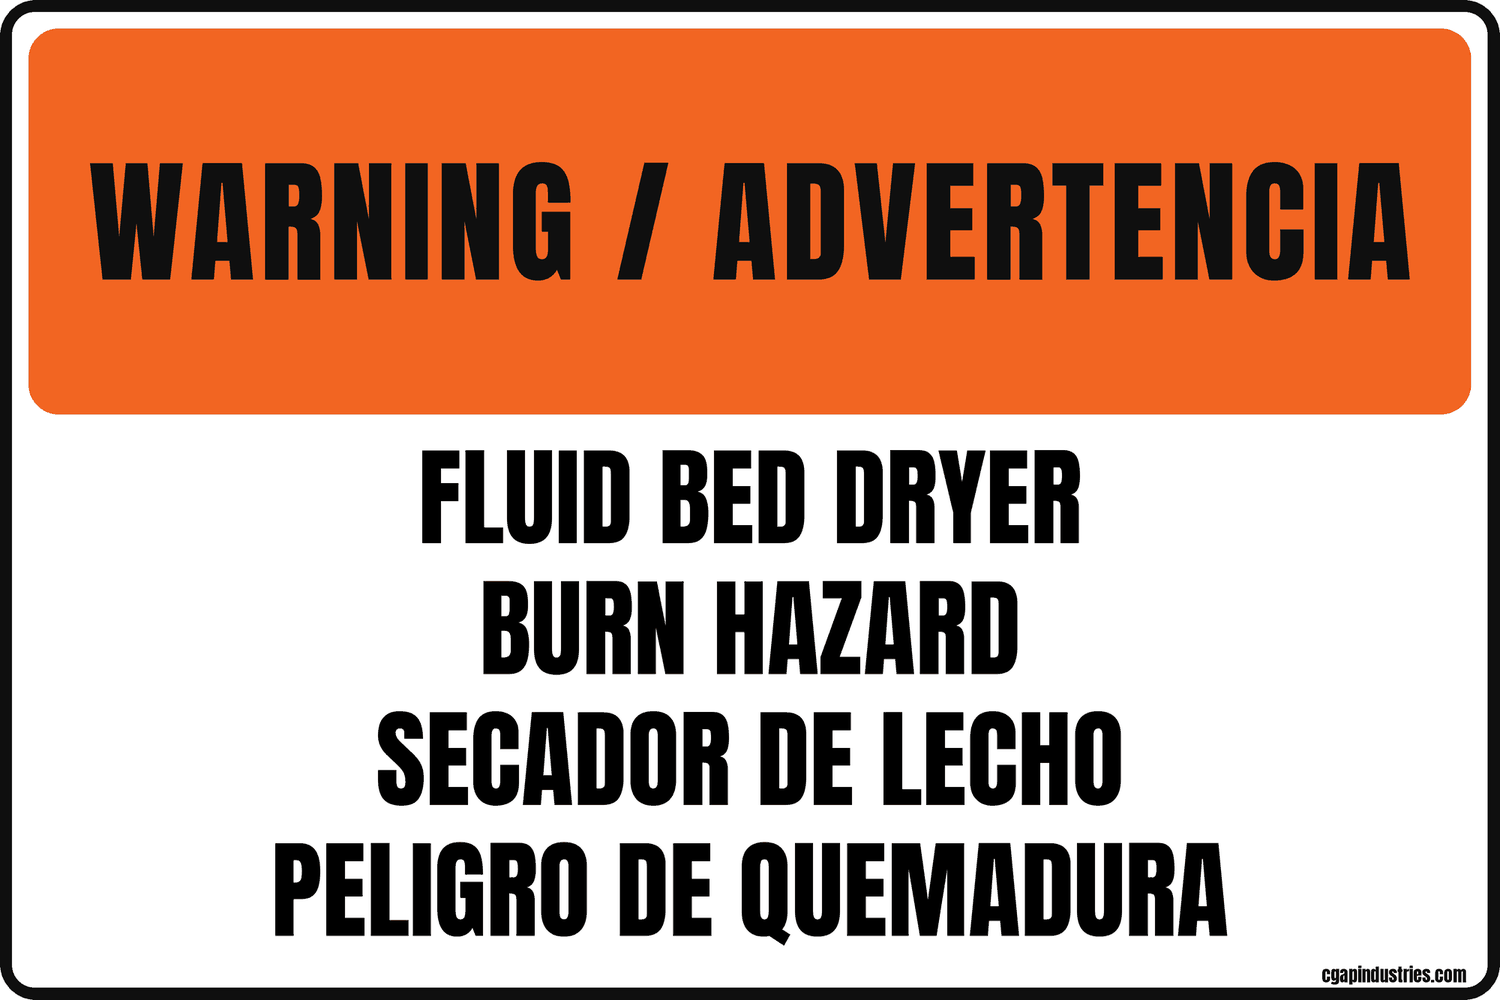 WARNING / ADVERTENCIA
FLUID BED DRYER
BURN HAZARD
SECADOR DE LECHO
PELIGRO DE QUEMADURA
cgapindustries.com